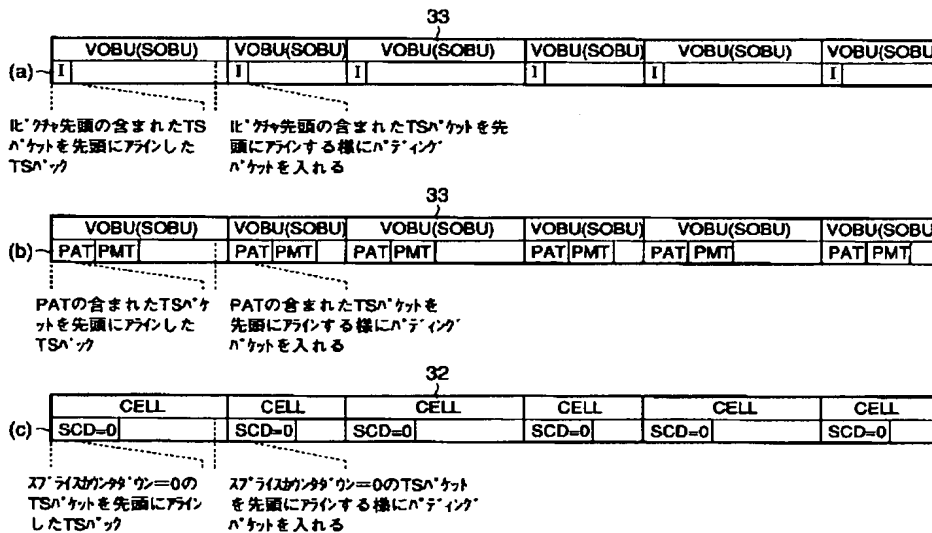 33
VOBU(SOBU) VOBU(SOBU) VOBU(SOBU) VOBU(SOBU) VOBU(SOBU) VOBU(SOBU)
(a) I I I I I I
Iピクチャ先頭の含まれたTS
パケットを先頭にアラインした
TSパック
Iピクチャ先頭の含まれたTSパケットを先
頭にアラインする様にパディング
パケットを入れる
33
VOBU(SOBU) VOBU(SOBU) VOBU(SOBU) VOBU(SOBU) VOBU(SOBU) VOBU(SOBU)
(b) PAT PMT PAT PMT PAT PMT PAT PMT PAT PMT PAT PMT
PATの含まれたTSパケ
ットを先頭にアラインした
TSパック
PATの含まれたTSパケットを
先頭にアラインする様にパディング
パケットを入れる
32
CELL CELL CELL CELL CELL CELL
(c) SCD=0 SCD=0 SCD=0 SCD=0 SCD=0 SCD=0
スプライスカウンタダウン=0の
TSパケットを先頭にアライン
したTSパック
スプライスカウンタダウン=0のTSパケット
を先頭にアラインする様にパディング
パケットを入れる